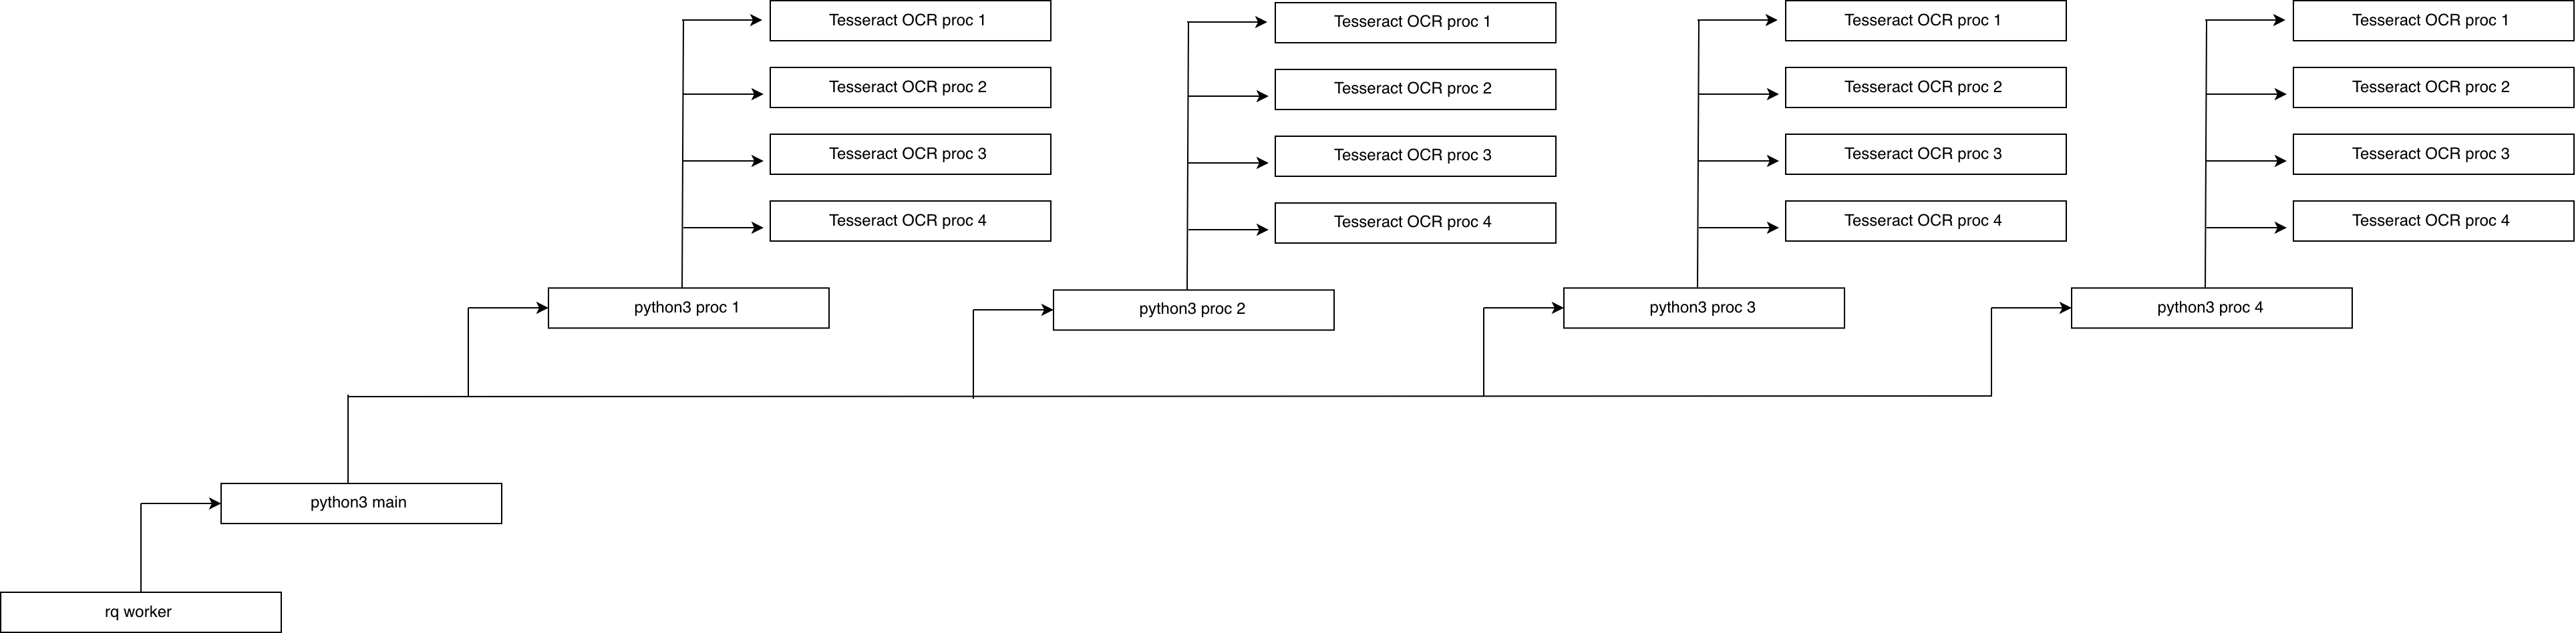 Tesseract OCR proc 1
Tesseract OCR proc 1
Tesseract OCR proc 1
Tesseract OCR proc 1
Tesseract OCR proc 2
Tesseract OCR proc 2
Tesseract OCR proc 2
Tesseract OCR proc 2
Tesseract OCR proc 3
Tesseract OCR proc 3
Tesseract OCR proc 3
Tesseract OCR proc 3
Tesseract OCR proc 4
Tesseract OCR proc 4
Tesseract OCR proc 4
Tesseract OCR proc 4
python3 proc 1
python3 proc 2
python3 proc 3
python3 proc 4
python3 main
rq worker